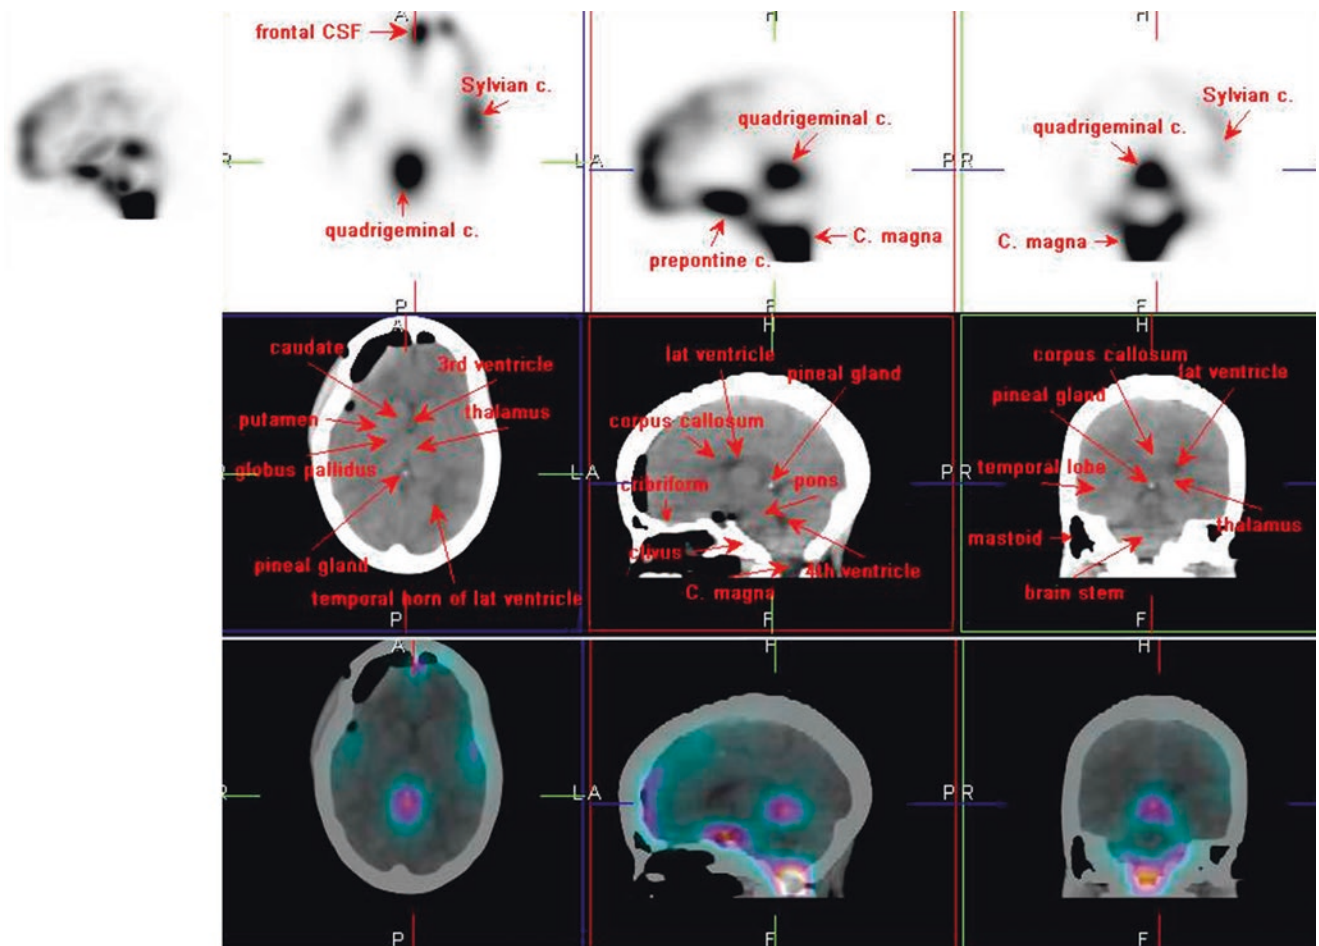 A
H
H
frontal CSF
Sylvian c.
quadrigeminal c.
Sylvian c.
quadrigeminal c.
R
L A
P R
quadrigeminal c.
C. magna
C. magna
prepontine c.
P
F
F
A
H
H
caudate
3rd ventricle
putamen
thalamus
globus pallidus
R
L A
pineal gland
temporal horn of lat ventricle
P
lat ventricle
pineal gland
corpus callosum
cribriform
pons
P R
clivus
4th ventricle
C. magna
F
corpus callosum
lat ventricle
pineal gland
temporal lobe
thalamus
mastoid
brain stem
F
A
H
H
R
L A
P R
P
F
F